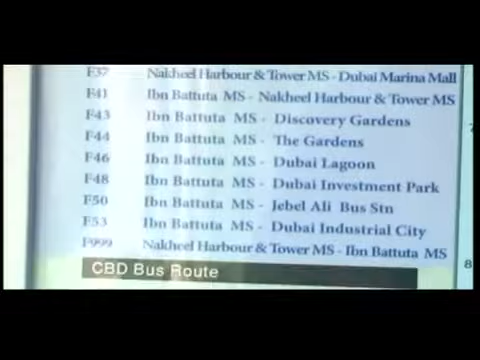 F37 Nakheel Harbour & Tower MS - Dubai Marina Mall
F41 Ibn Battuta MS - Nakheel Harbour & Tower MS
F43 Ibn Battuta MS - Discovery Gardens
F44 Ibn Battuta MS - The Gardens
F46 Ibn Battuta MS - Dubai Lagoon
F48 Ibn Battuta MS - Dubai Investment Park
F50 Ibn Battuta MS - Jebel Ali Bus Stn
F53 Ibn Battuta MS - Dubai Industrial City
F999 Nakheel Harbour & Tower MS - Ibn Battuta MS
CBD Bus Route
8